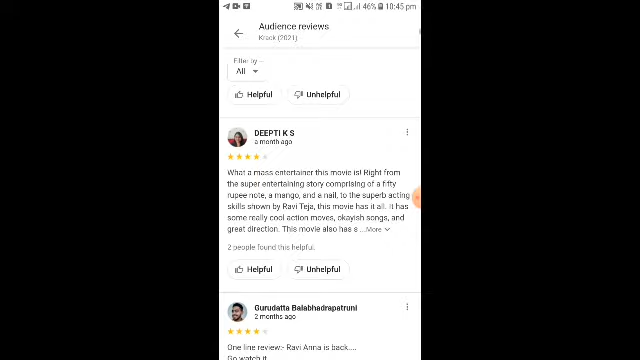 46% 10:45 pm
Audience reviews
Krack (2021)
Filter by
All
Helpful Unhelpful
DEEPTI K S
a month ago
What a mass entertainer this movie is! Right from
the super entertaining story comprising of a fifty
rupee note, a mango, and a nail, to the superb acting
skills shown by Ravi Teja, this movie has it all. It has
some really cool action moves, okayish songs, and
great direction. This movie also has s ...More
2 people found this helpful.
Helpful Unhelpful
Gurudatta Balabhadrapatruni
2 months ago
One line review:- Ravi Anna is back....
Go watch it